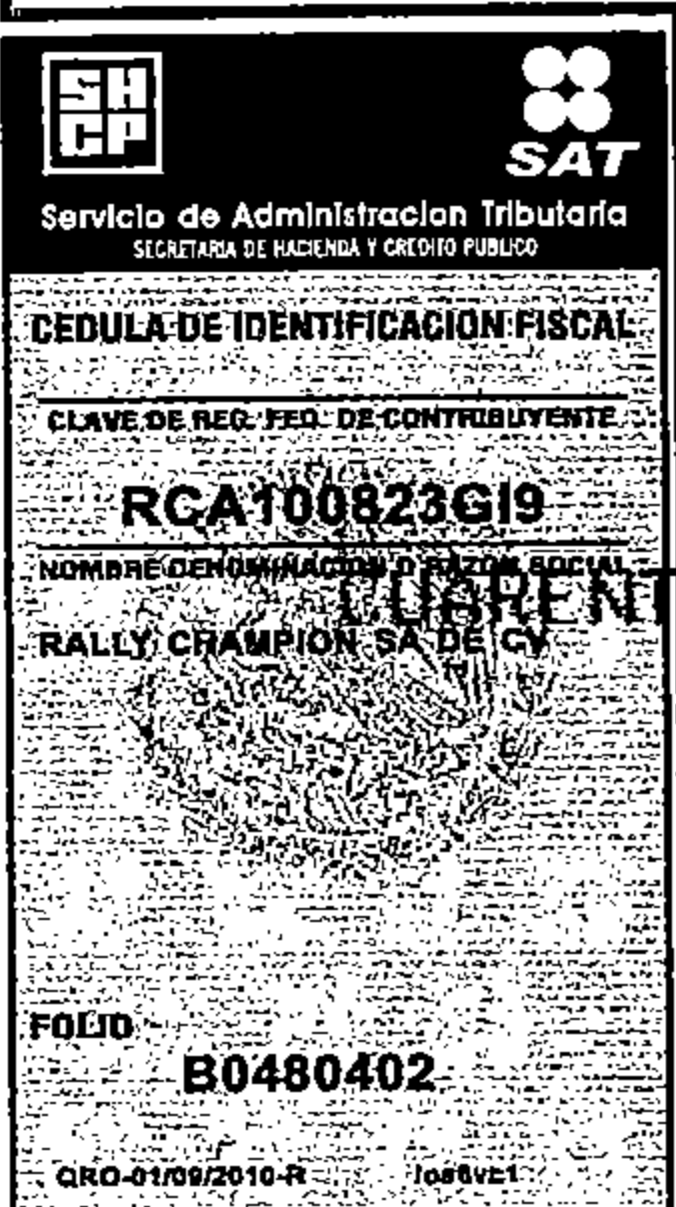 SH
CP
SAT
Servicio de Administracion Tributaria
SECRETARIA DE HACIENDA Y CREDITO PUBLICO
CEDULA DE IDENTIFICACION FISCAL
CLAVE DE REG. FED. DE CONTRIBUYENTE
RCA100823GI9
NOMBRE DENOMINACION O RAZON SOCIAL
CUARENT
RALLY CHAMPION SA DE CV
FOLIO
B0480402
QRO-01/09/2010-R